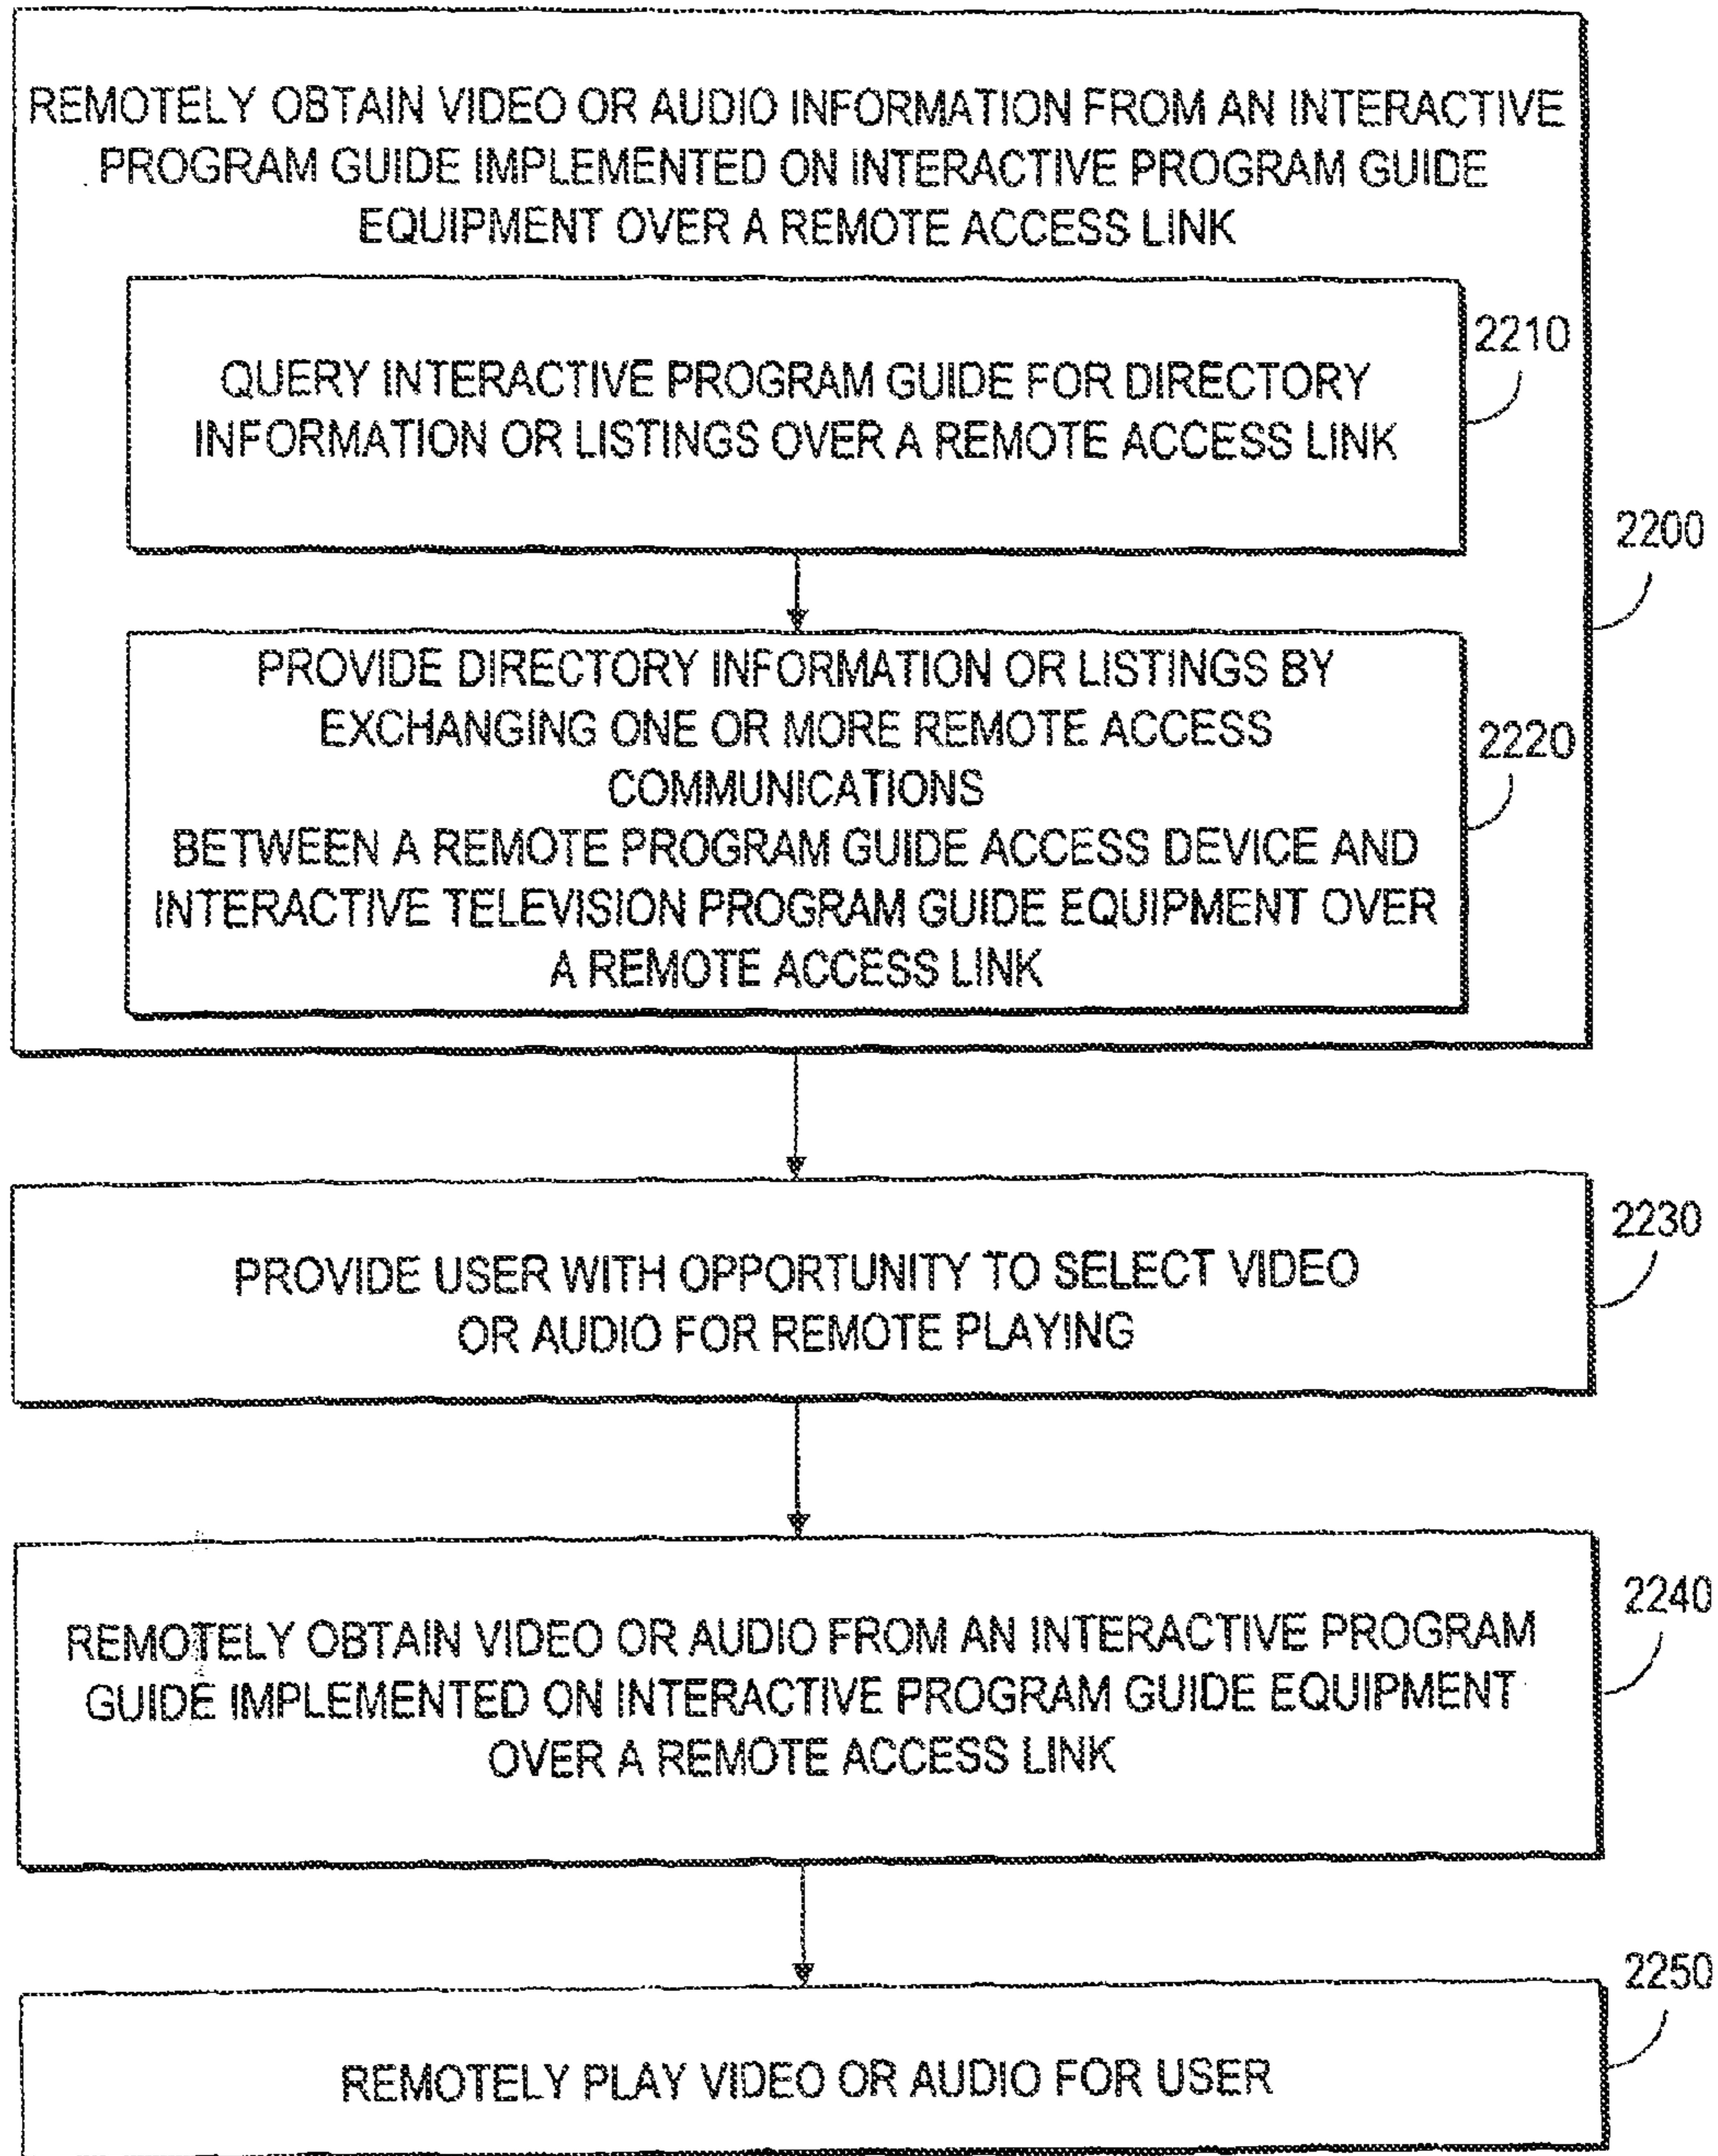 REMOTELY OBTAIN VIDEO OR AUDIO INFORMATION FROM AN INTERACTIVE
PROGRAM GUIDE IMPLEMENTED ON INTERACTIVE PROGRAM GUIDE
EQUIPMENT OVER A REMOTE ACCESS LINK
2210
QUERY INTERACTIVE PROGRAM GUIDE FOR DIRECTORY
INFORMATION OR LISTINGS OVER A REMOTE ACCESS LINK
2200
PROVIDE DIRECTORY INFORMATION OR LISTINGS BY
EXCHANGING ONE OR MORE REMOTE ACCESS
2220
COMMUNICATIONS
BETWEEN A REMOTE PROGRAM GUIDE ACCESS DEVICE AND
INTERACTIVE TELEVISION PROGRAM GUIDE EQUIPMENT OVER
A REMOTE ACCESS LINK
2230
PROVIDE USER WITH OPPORTUNITY TO SELECT VIDEO
OR AUDIO FOR REMOTE PLAYING
2240
REMOTELY OBTAIN VIDEO OR AUDIO FROM AN INTERACTIVE PROGRAM
GUIDE IMPLEMENTED ON INTERACTIVE PROGRAM GUIDE EQUIPMENT
OVER A REMOTE ACCESS LINK
2250
REMOTELY PLAY VIDEO OR AUDIO FOR USER